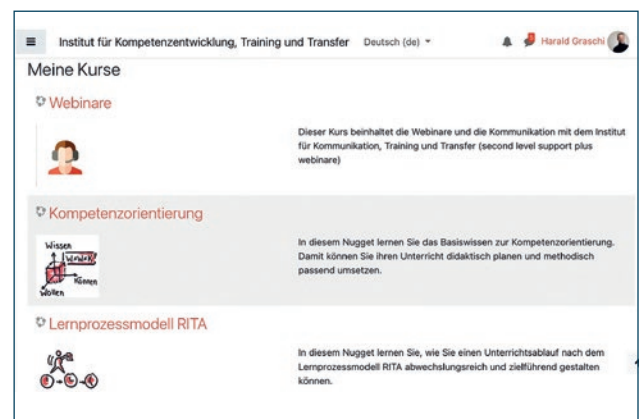 Institut für Kompetenzentwicklung, Training und Transfer Deutsch (de) Harald Graschi
Meine Kurse
Webinare
Dieser Kurs beinhaltet die Webinare und die Kommunikation mit dem Institut
für Kommunikation, Training und Transfer (second level support plus
webinare)
Kompetenzorientierung
Wissen
WoWoK!
Können
Wollen
In diesem Nugget lernen Sie das Basiswissen zur Kompetenzorientierung.
Damit können Sie ihren Unterricht didaktisch planen und methodisch
passend umsetzen.
Lernprozessmodell RITA
In diesem Nugget lernen Sie, wie Sie einen Unterrichtsablauf nach dem
Lernprozessmodell RITA abwechslungsreich und zielführend gestalten
können.